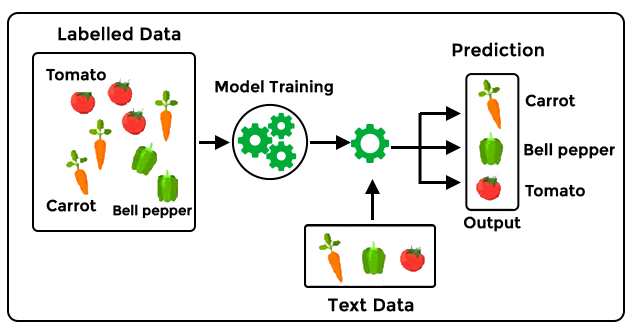 Labelled Data
Tomato
Carrot
Bell pepper
Model Training
Prediction
Carrot
Bell pepper
Tomato
Output
Text Data